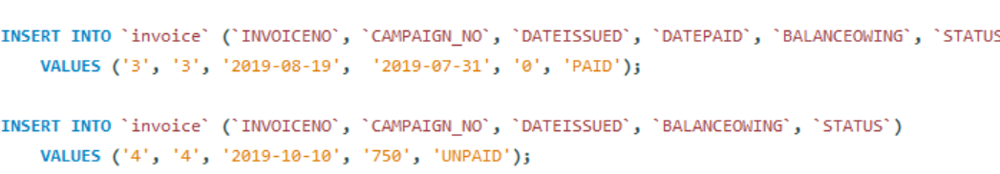 INSERT INTO `invoice` (`INVOICENO`, `CAMPAIGN_NO`, `DATEISSUED`, `DATEPAID`, `BALANCEOWING`, `STATUS
VALUES ('3', '3', '2019-08-19', '2019-07-31', '0', 'PAID');
INSERT INTO `invoice` (`INVOICENO`, `CAMPAIGN_NO`, `DATEISSUED`, `BALANCEOWING`, `STATUS`)
VALUES ('4', '4', '2019-10-10', '750', 'UNPAID');